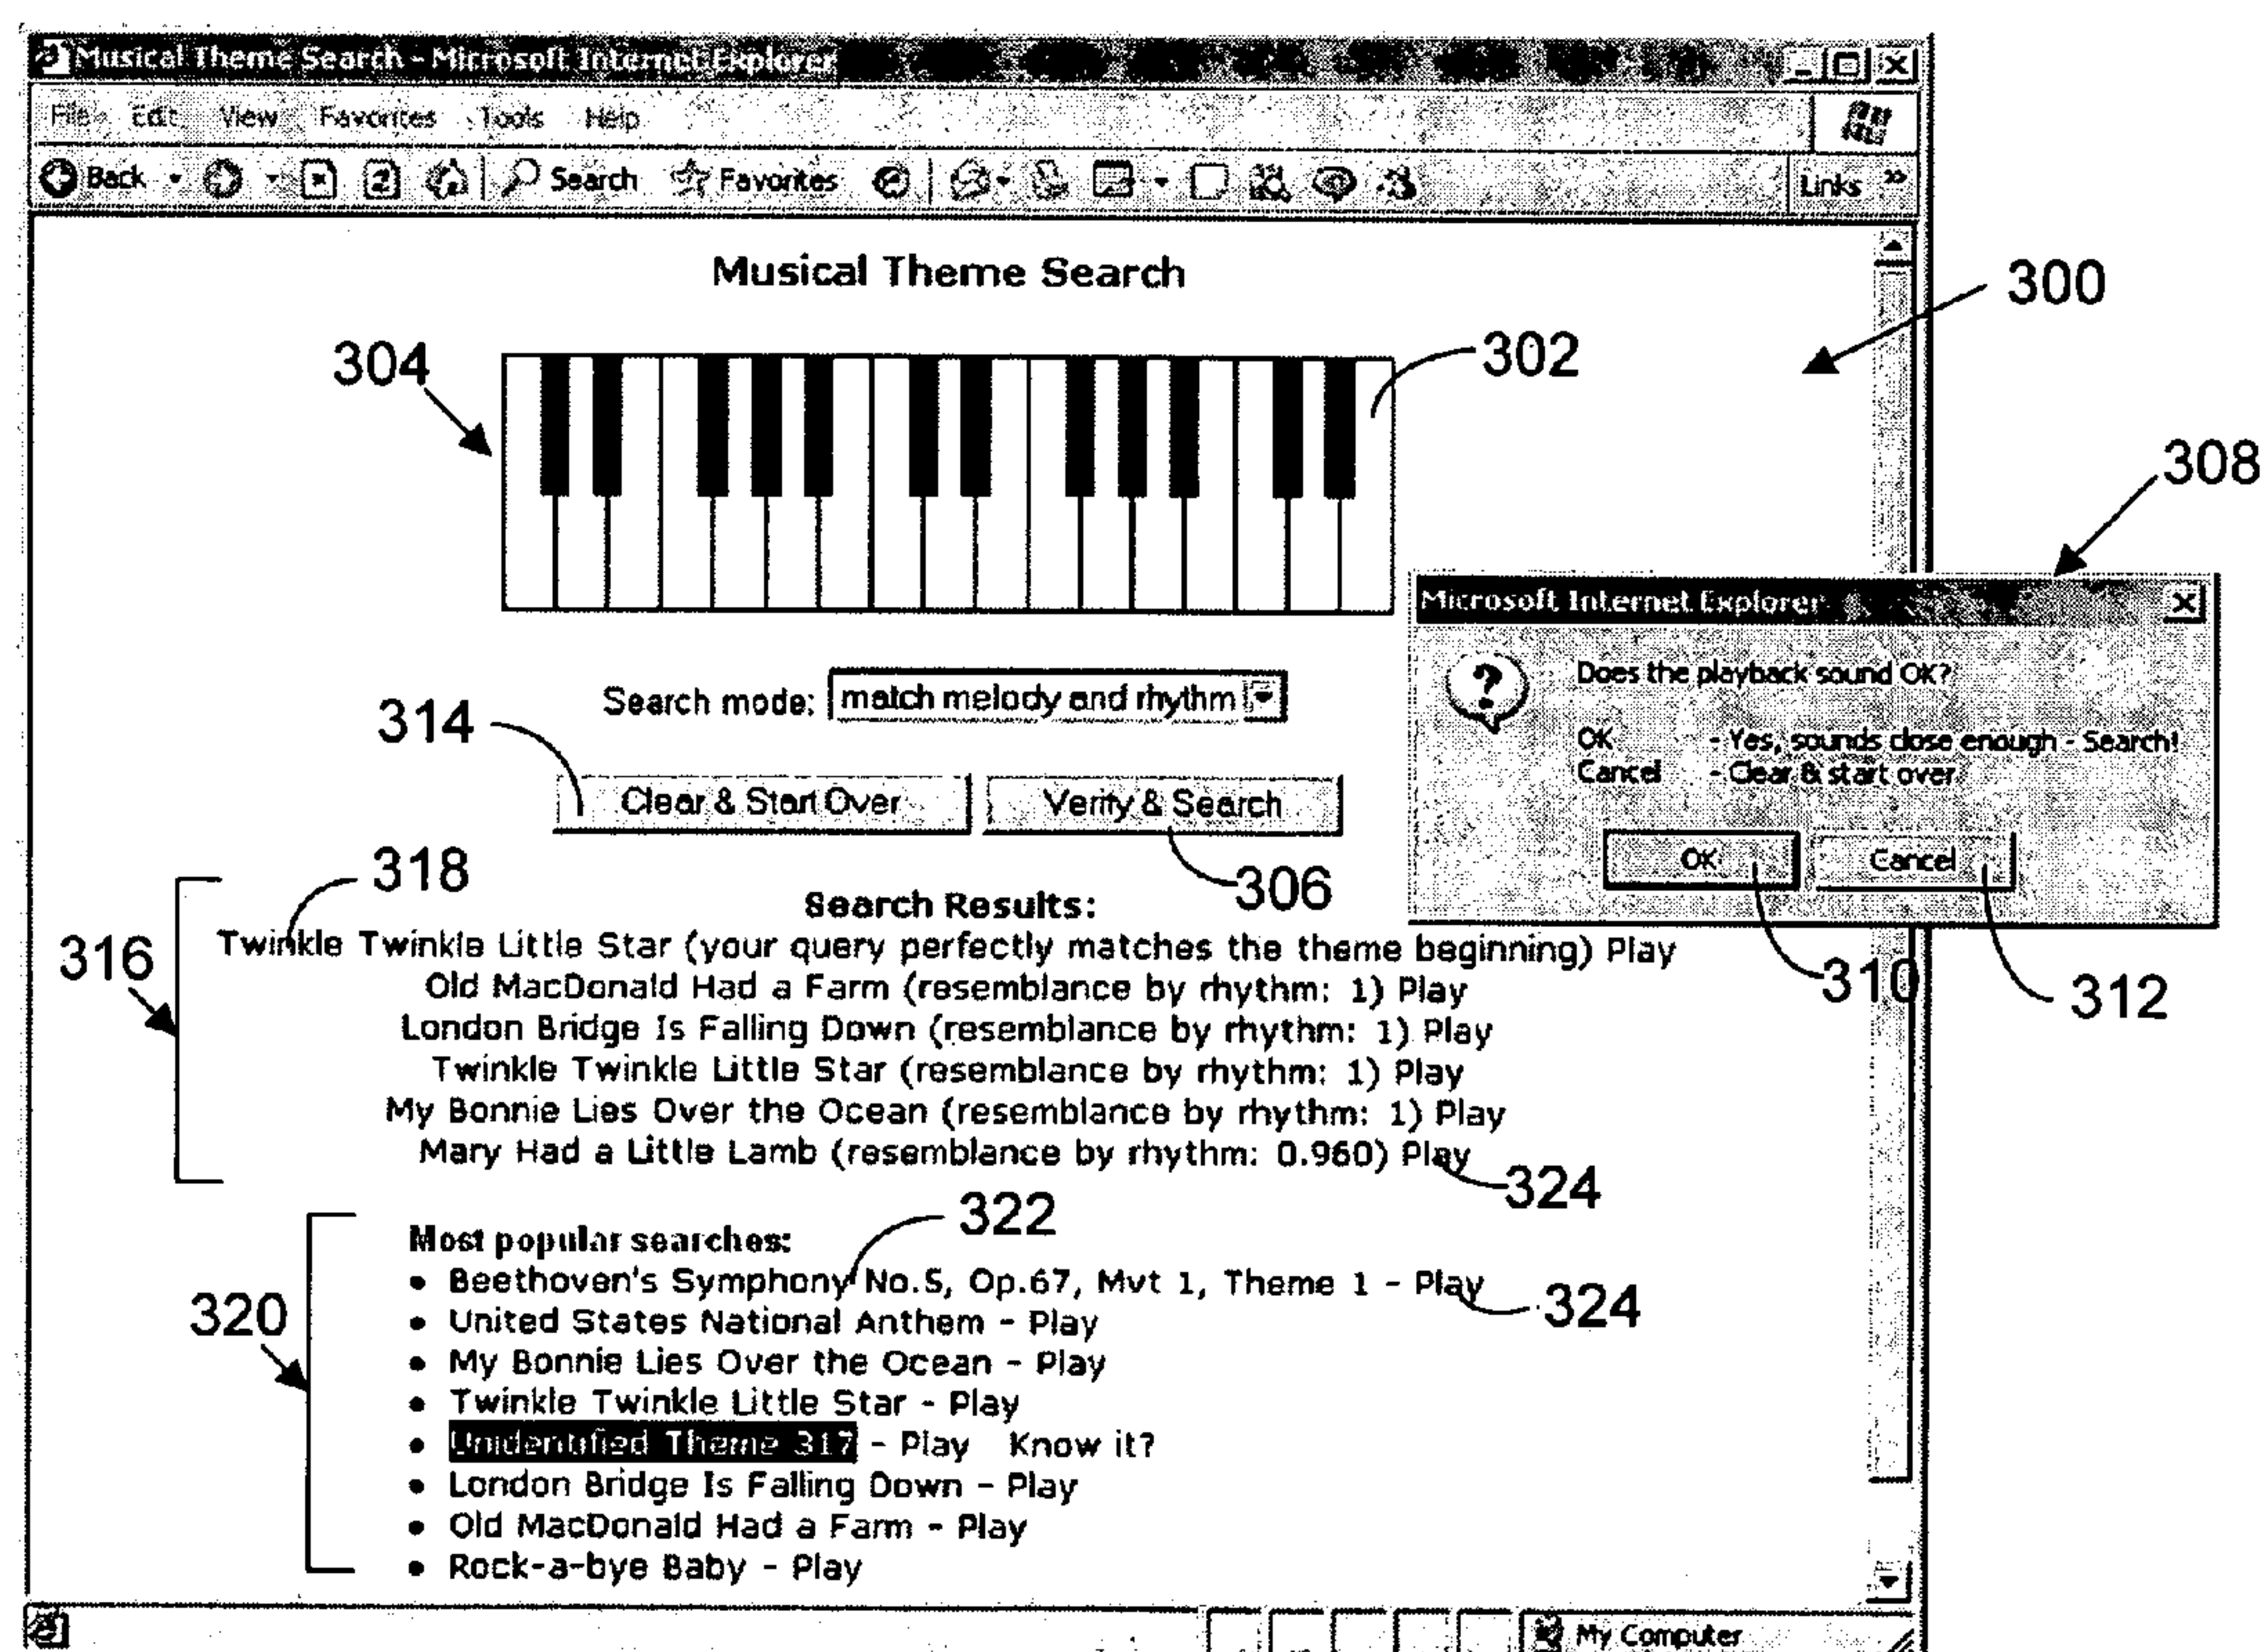 Musical Theme Search - Microsoft Internet Explorer
File Edit View Favorites Tools Help
Back Search Favorites Links »
Musical Theme Search
300
304
302
308
Microsoft Internet Explorer
Does the playback sound OK?
OK - Yes, sounds close enough - Search!
Cancel - Clear & start over
OK Cancel
310
312
Search mode: match melody and rhythm
314
Clear & Start Over Verify & Search
306
318
316
Search Results:
Twinkle Twinkle Little Star (your query perfectly matches the theme beginning) Play
Old MacDonald Had a Farm (resemblance by rhythm: 1) Play
London Bridge Is Falling Down (resemblance by rhythm: 1) Play
Twinkle Twinkle Little Star (resemblance by rhythm: 1) Play
My Bonnie Lies Over the Ocean (resemblance by rhythm: 1) Play
Mary Had a Little Lamb (resemblance by rhythm: 0.960) Play
324
322
320
Most popular searches:
• Beethoven's Symphony No.5, Op.67, Mvt 1, Theme 1 - Play
324
• United States National Anthem - Play
• My Bonnie Lies Over the Ocean - Play
• Twinkle Twinkle Little Star - Play
• Unidentified Theme 317 - Play Know it?
• London Bridge Is Falling Down - Play
• Old MacDonald Had a Farm - Play
• Rock-a-bye Baby - Play
My Computer